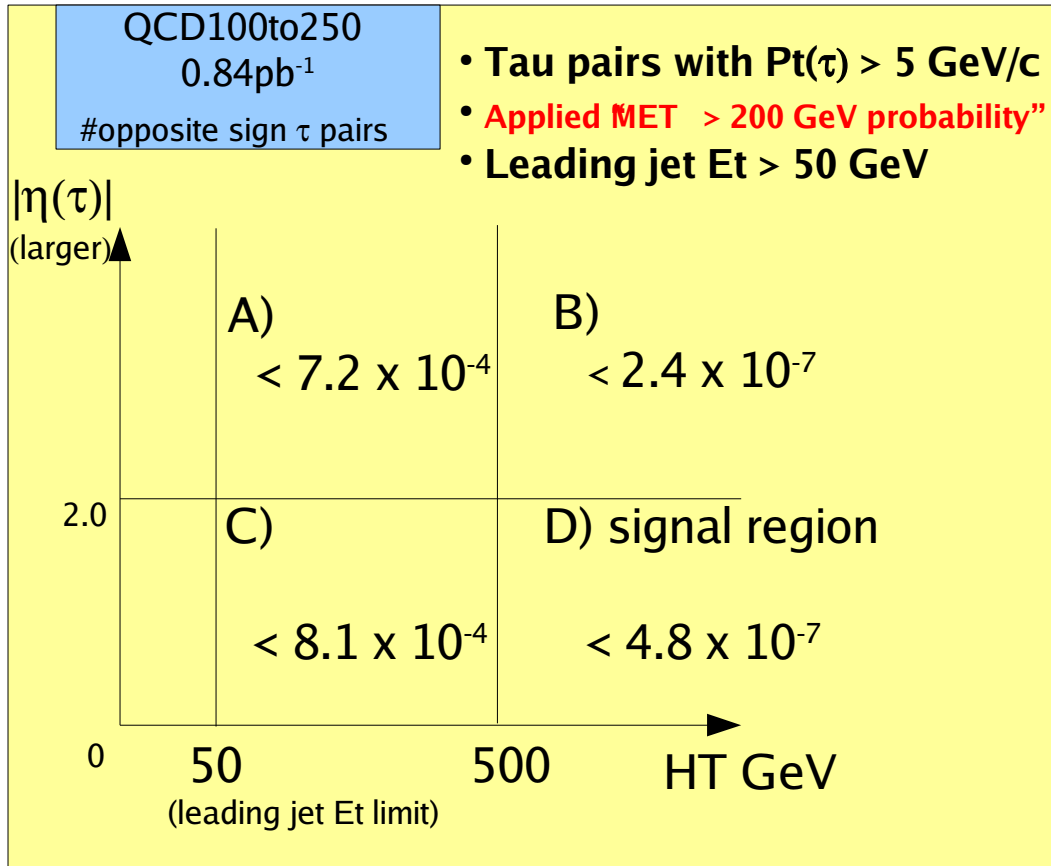 QCD100to250
0.84pb⁻¹
#opposite sign τ pairs
• Tau pairs with Pt(τ) > 5 GeV/c
• Applied “MET > 200 GeV probability”
• Leading jet Et > 50 GeV
|η(τ)|
(larger)
A)
< 7.2 x 10⁻⁴
B)
< 2.4 x 10⁻⁷
2.0
C)
< 8.1 x 10⁻⁴
D) signal region
< 4.8 x 10⁻⁷
0
50
500
HT GeV
(leading jet Et limit)